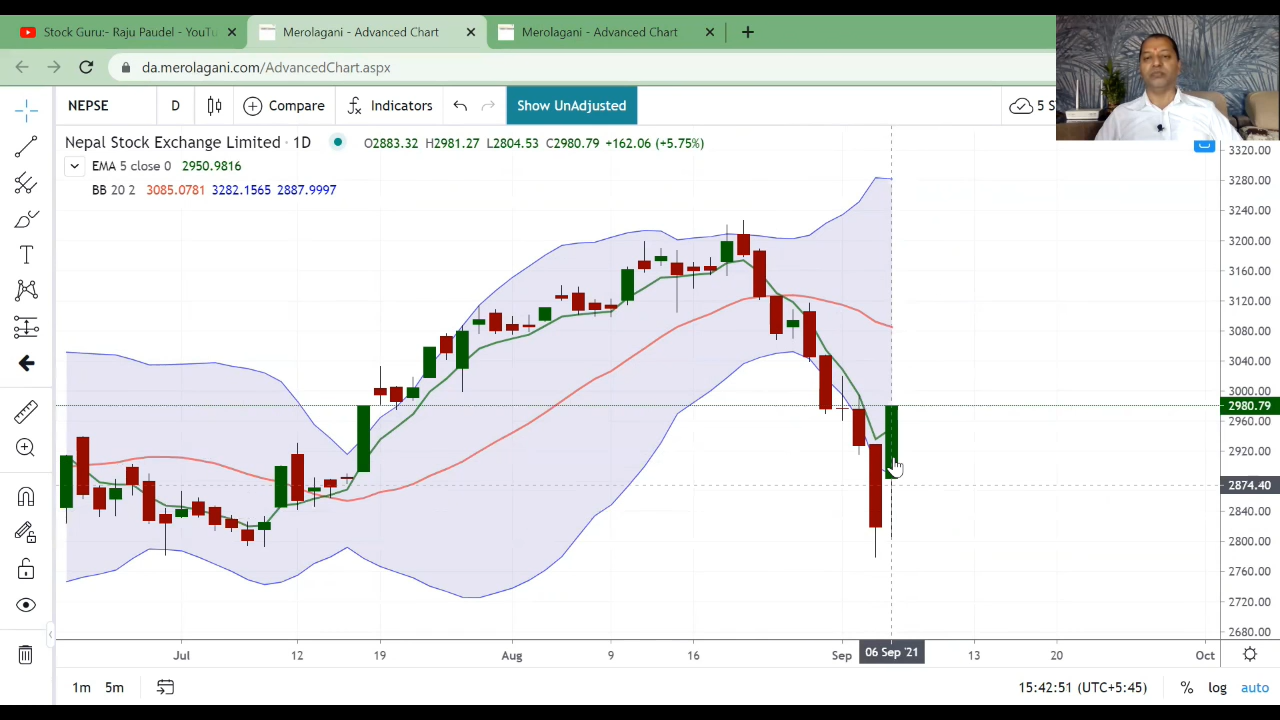 Stock Guru:- Raju Paudel - YouTu
Merolagani - Advanced Chart
Merolagani - Advanced Chart
da.merolagani.com/AdvancedChart.aspx
NEPSE D Compare Indicators Show UnAdjusted 5 S
Nepal Stock Exchange Limited · 1D O2883.32 H2981.27 L2804.53 C2980.79 +162.06 (+5.75%)
EMA 5 close 0 2950.9816
BB 20 2 3085.0781 3282.1565 2887.9997
3320.00
3280.00
3240.00
3200.00
3160.00
3120.00
3080.00
3040.00
3000.00
2980.79
2960.00
2920.00
2874.40
2840.00
2800.00
2760.00
2720.00
2680.00
Jul 12 19 Aug 9 16 Sep 06 Sep '21 13 20 Oct
1m 5m 15:42:51 (UTC+5:45) % log auto